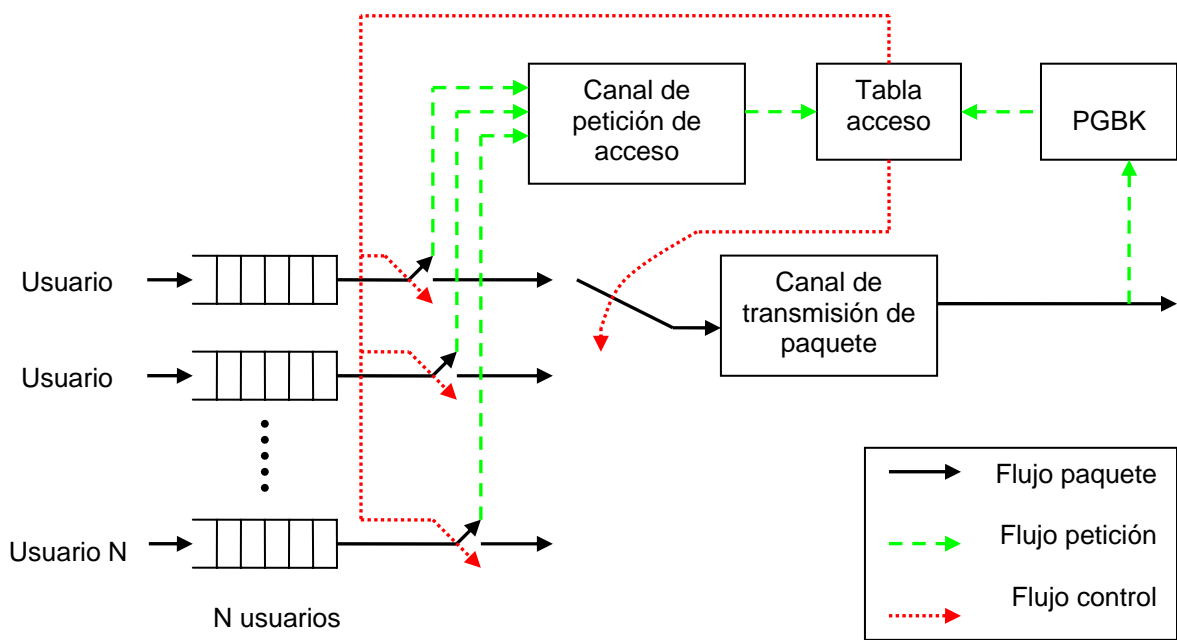 Canal de
petición de
acceso
Tabla
acceso
PGBK
Usuario
Canal de
transmisión de
paquete
Usuario
Usuario N
N usuarios
Flujo paquete
Flujo petición
Flujo control